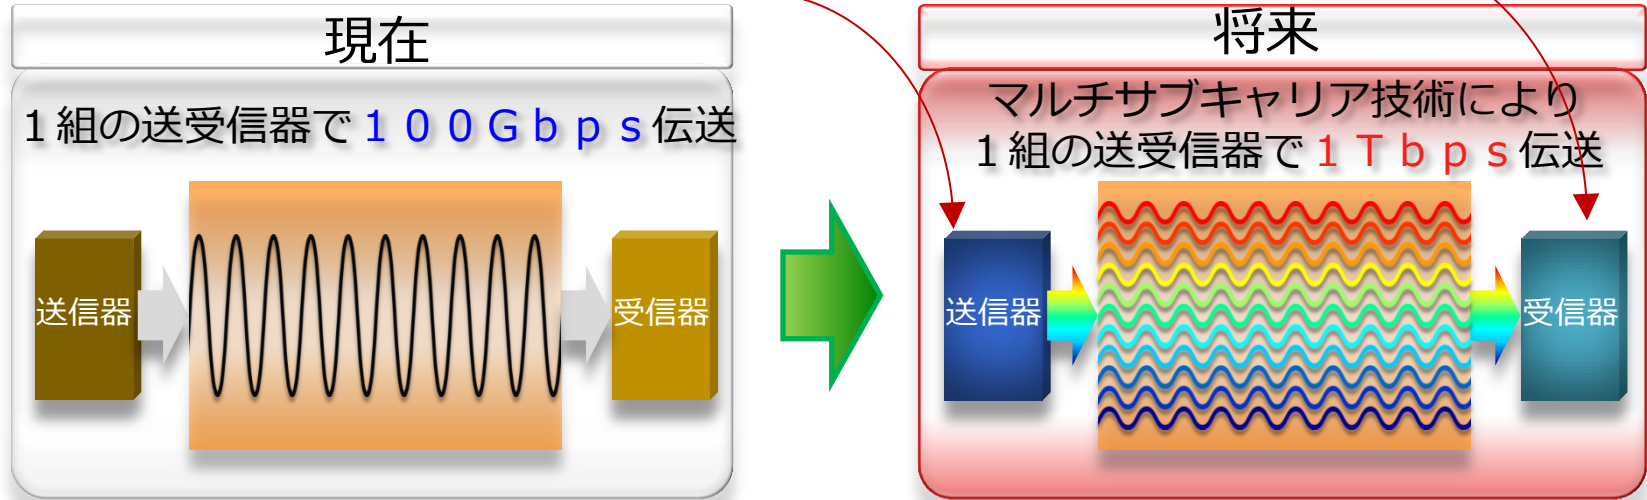 現在
１組の送受信器で１００Ｇｂｐｓ伝送
送信器
受信器
将来
マルチサブキャリア技術により
１組の送受信器で１Ｔｂｐｓ伝送
送信器
受信器